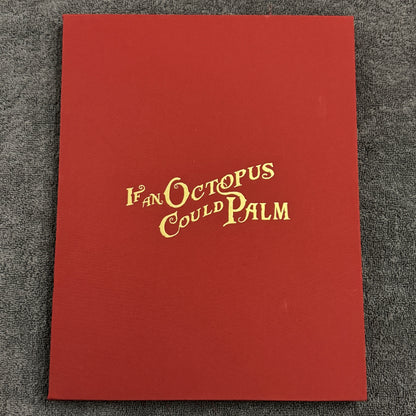 If an Octopus
Could Palm